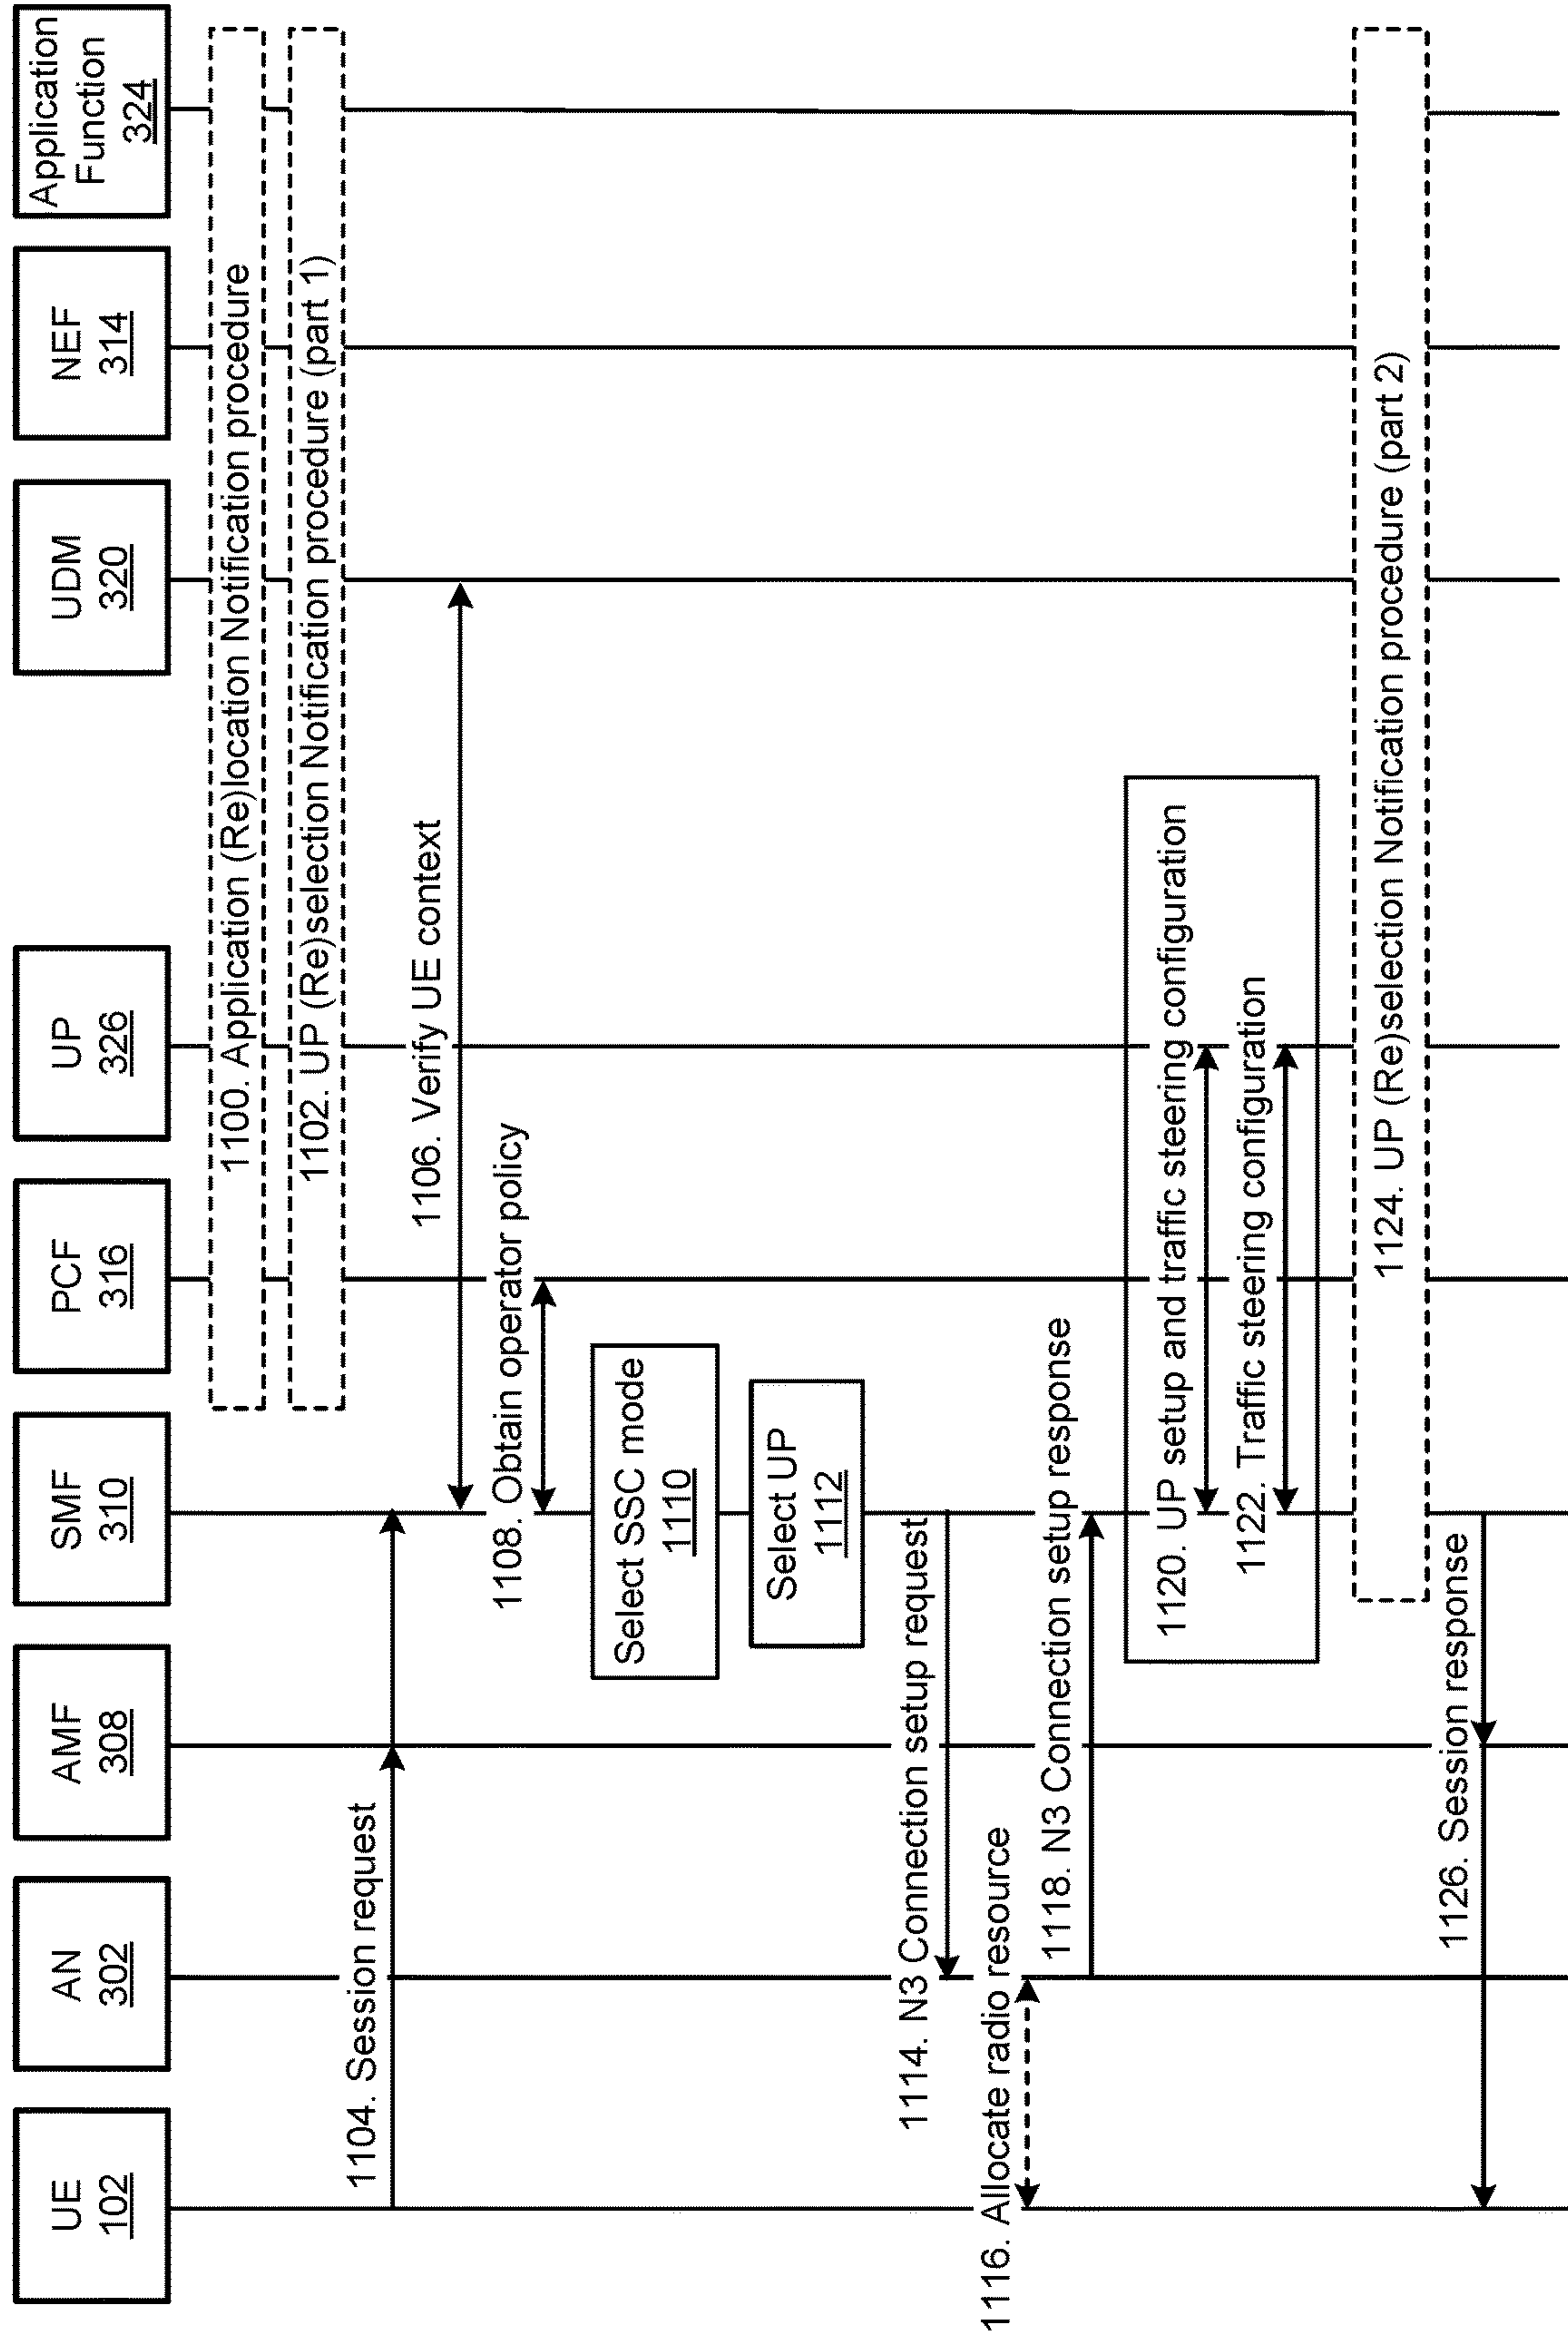 UE
102
AN
302
AMF
308
SMF
310
PCF
316
UP
326
UDM
320
NEF
314
Application
Function
324
1100. Application (Re)location Notification procedure
1102. UP (Re)selection Notification procedure (part 1)
1104. Session request
1106. Verify UE context
1108. Obtain operator policy
Select SSC mode
1110
Select UP
1112
1114. N3 Connection setup request
1116. Allocate radio resource
1118. N3 Connection setup response
1120. UP setup and traffic steering configuration
1122. Traffic steering configuration
1124. UP (Re)selection Notification procedure (part 2)
1126. Session response